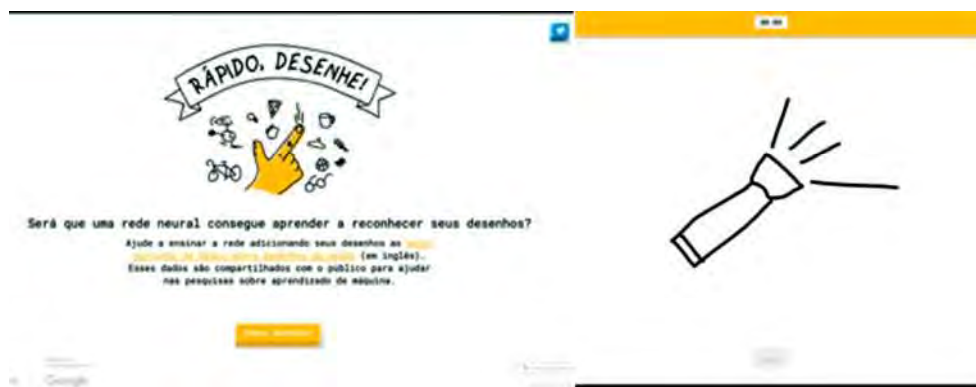 RÁPIDO, DESENHE!
Será que uma rede neural consegue aprender a reconhecer seus desenhos?
Ajude a ensinar a rede adicionando seus desenhos ao
(em inglês).
Esses dados são compartilhados com o público para ajudar
nas pesquisas sobre aprendizado de máquina.
Google